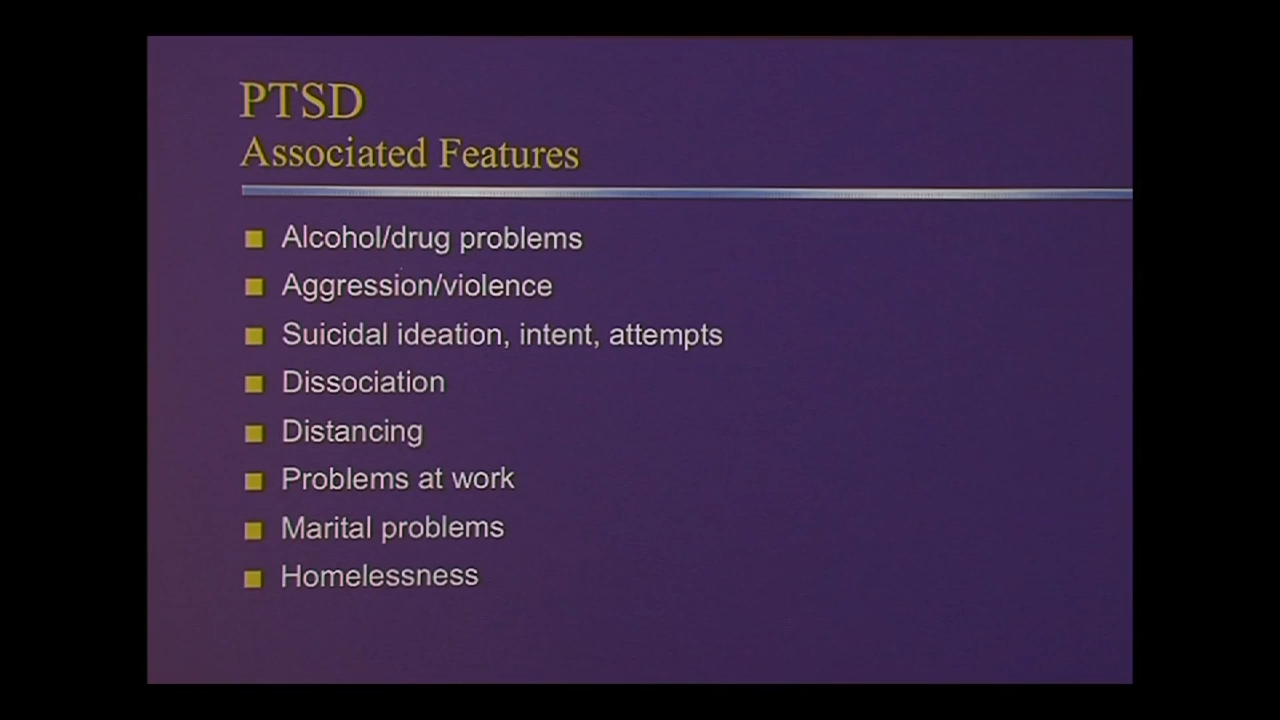 PTSD
Associated Features
Alcohol/drug problems
Aggression/violence
Suicidal ideation, intent, attempts
Dissociation
Distancing
Problems at work
Marital problems
Homelessness